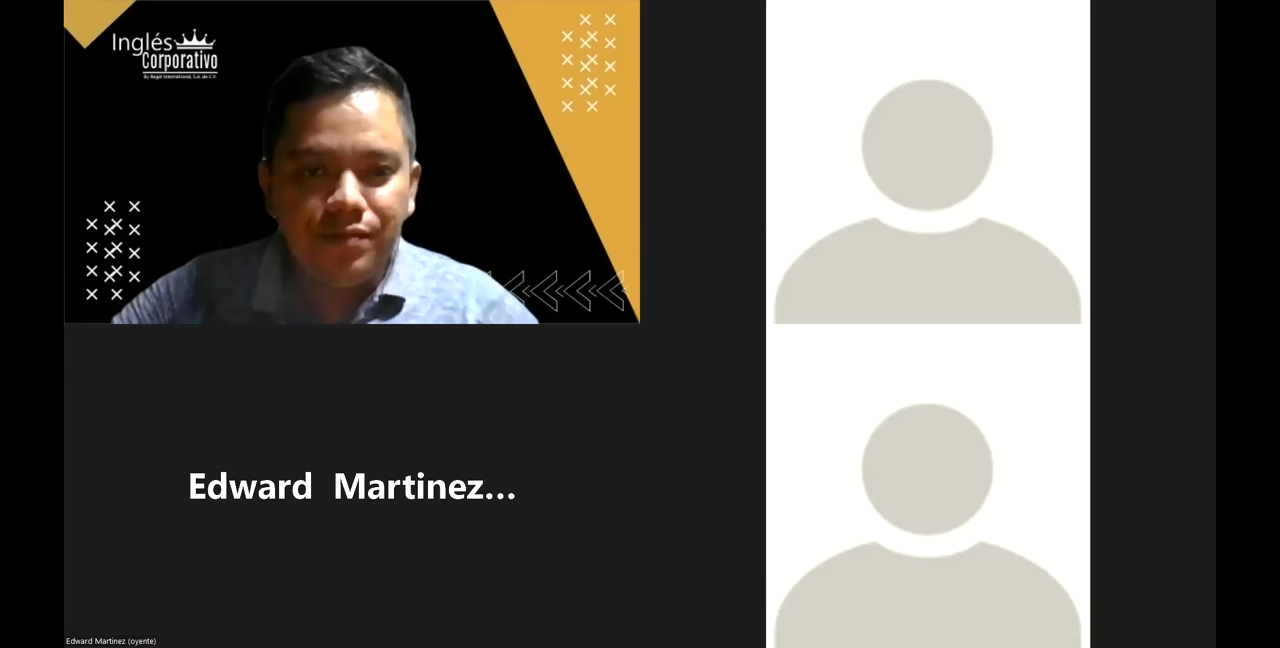 Inglés
Corporativo
By Regal International, S.A. de C.V.
Edward Martinez...
Edward Martinez (oyente)